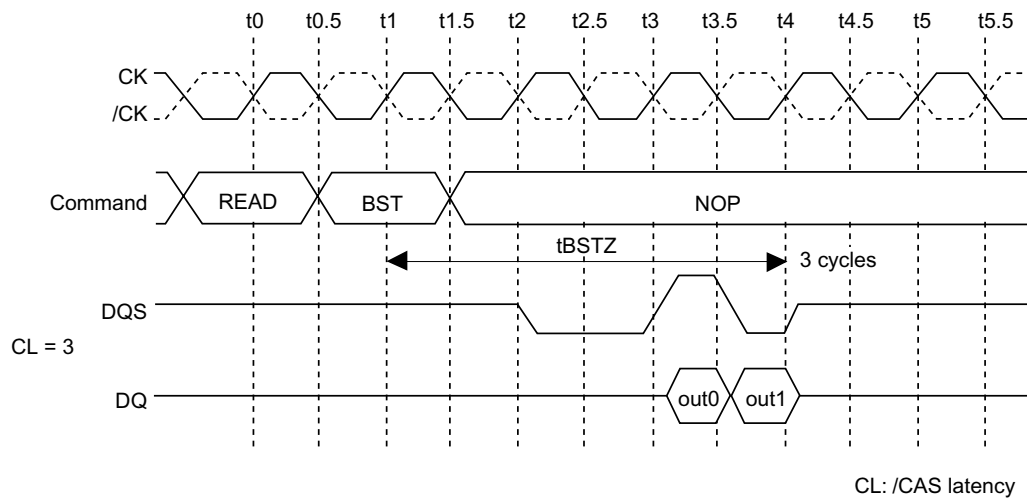 t0 t0.5 t1 t1.5 t2 t2.5 t3 t3.5 t4 t4.5 t5 t5.5
CK
/CK
Command READ BST NOP
tBSTZ 3 cycles
DQS
CL = 3
DQ out0 out1
CL: /CAS latency